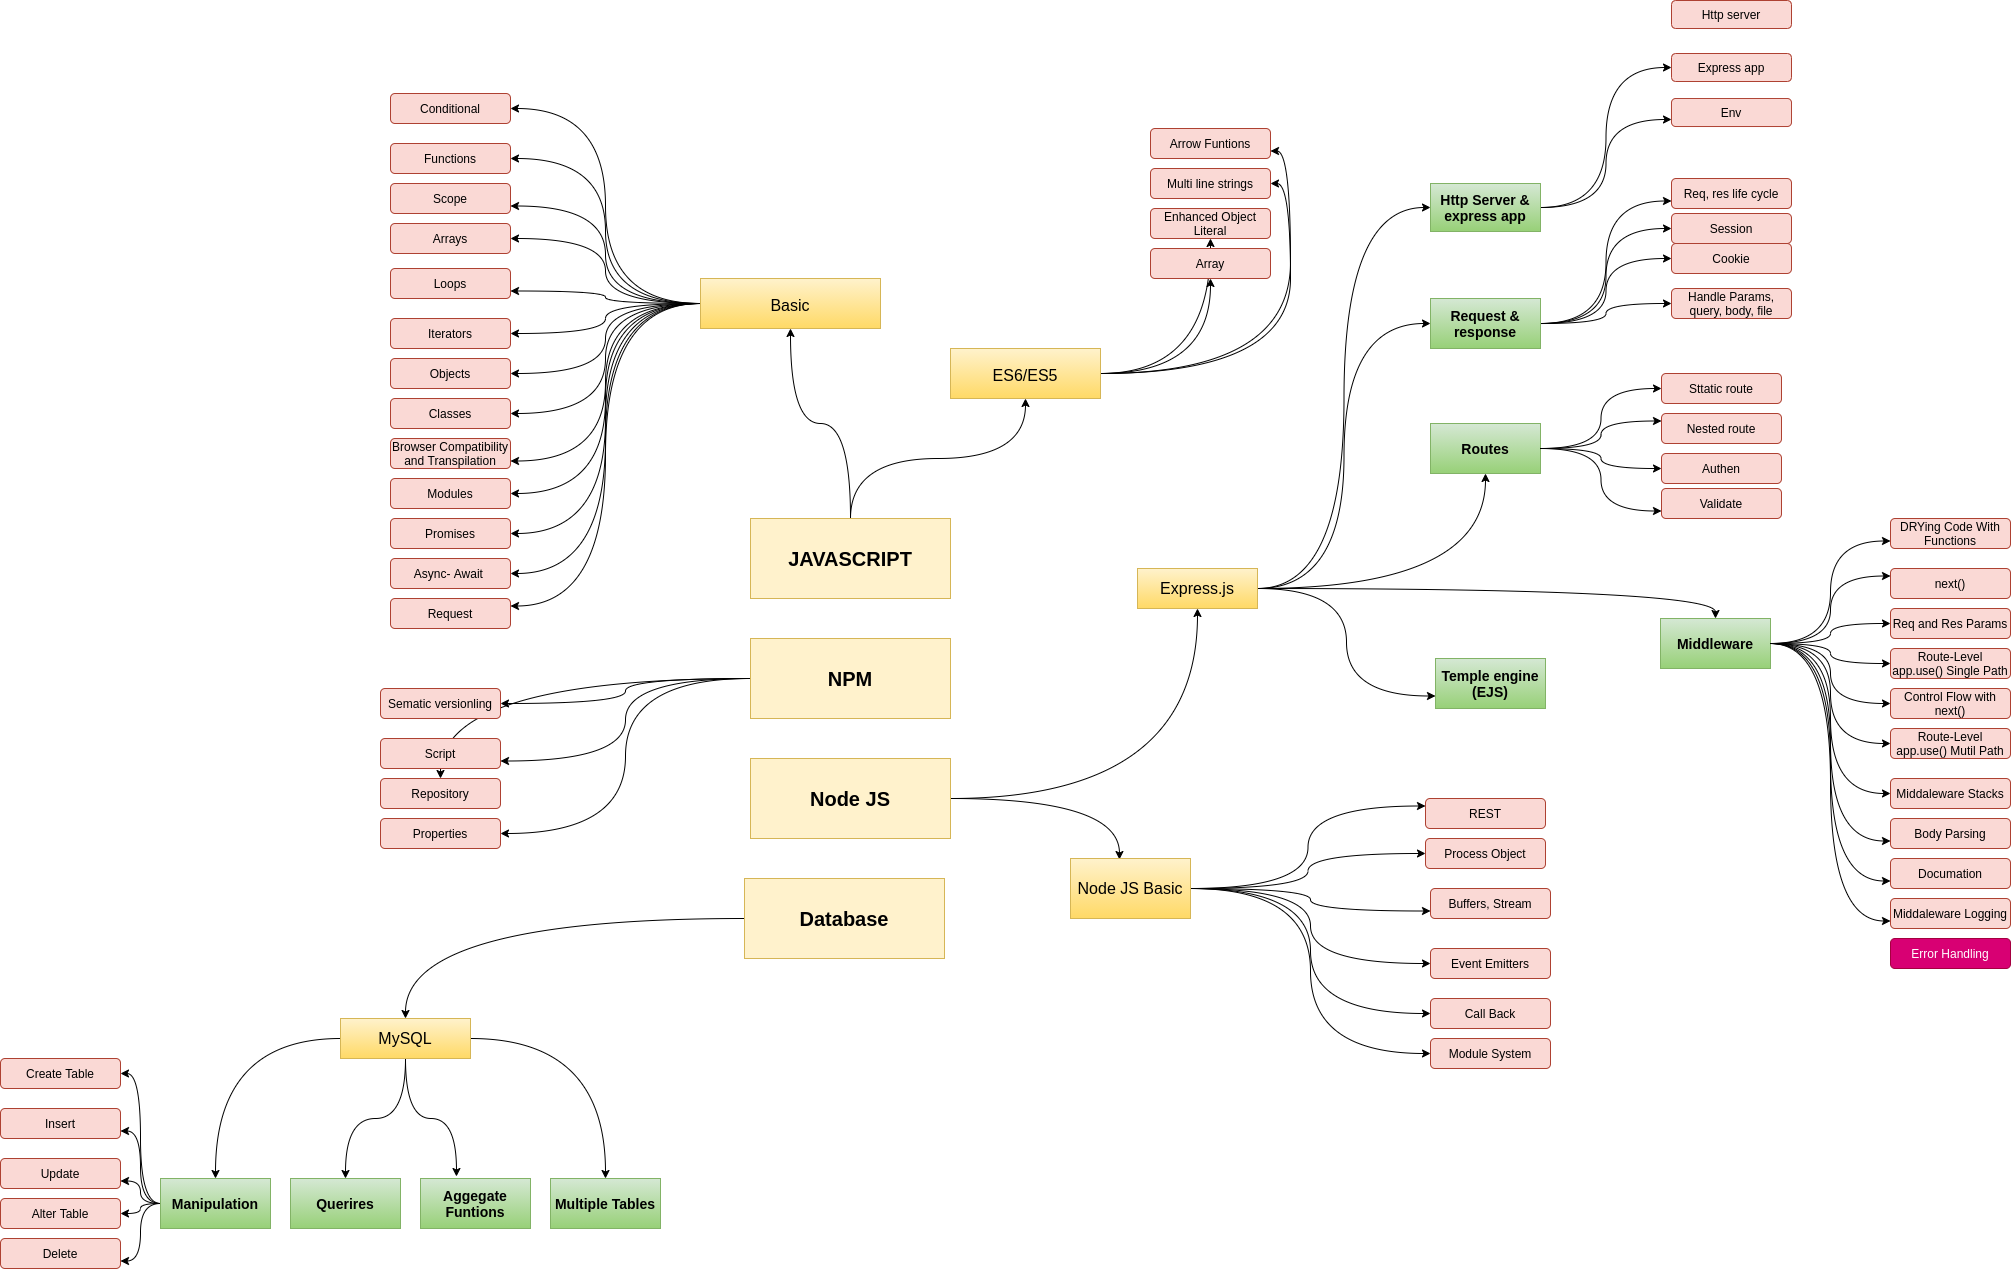 Http server
Express app
Env
Conditional
Functions
Scope
Arrays
Loops
Iterators
Objects
Classes
Browser Compatibility
and Transpilation
Modules
Promises
Async- Await
Request
Basic
Arrow Funtions
Multi line strings
Enhanced Object
Literal
Array
ES6/ES5
Http Server &
express app
Req, res life cycle
Session
Cookie
Handle Params,
query, body, file
Request &
response
Routes
Sttatic route
Nested route
Authen
Validate
JAVASCRIPT
Express.js
Temple engine
(EJS)
Middleware
DRYing Code With
Functions
next()
Req and Res Params
Route-Level
app.use() Single Path
Control Flow with
next()
Route-Level
app.use() Mutil Path
Middaleware Stacks
Body Parsing
Documation
Middaleware Logging
Error Handling
NPM
Sematic versionling
Script
Repository
Properties
Node JS
Node JS Basic
REST
Process Object
Buffers, Stream
Event Emitters
Call Back
Module System
Database
MySQL
Create Table
Insert
Update
Alter Table
Delete
Manipulation
Querires
Aggegate
Funtions
Multiple Tables